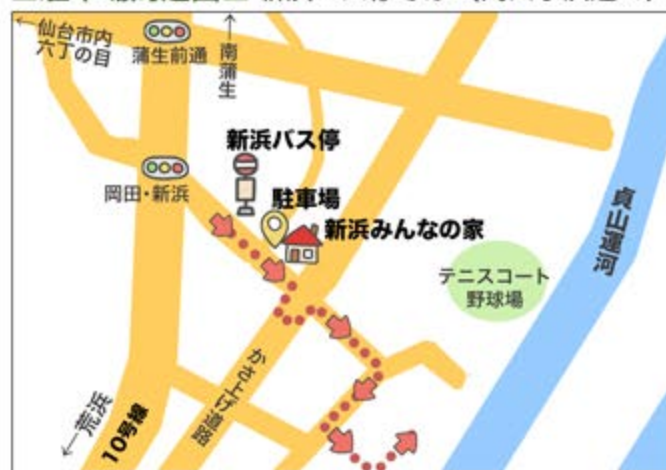 ←仙台市内
六丁の目
蒲生前通
南蒲生→
新浜バス停
岡田・新浜
駐車場
新浜みんなの家
貞山運河
テニスコート
野球場
かさ上げ道路
←荒浜
10号線